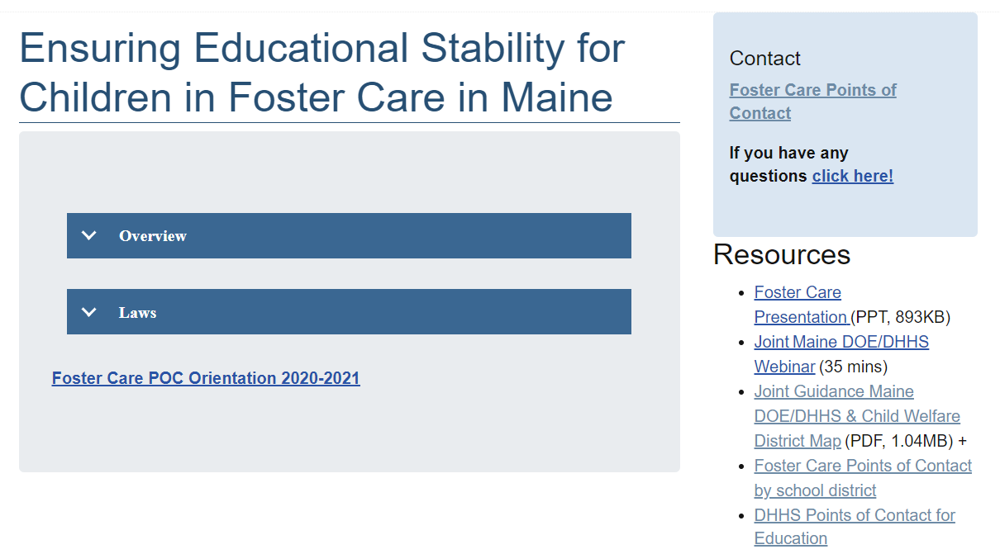 Ensuring Educational Stability for
Children in Foster Care in Maine
Overview
Laws
Foster Care POC Orientation 2020-2021
Contact
Foster Care Points of
Contact
If you have any
questions click here!
Resources
Foster Care
Presentation (PPT, 893KB)
Joint Maine DOE/DHHS
Webinar (35 mins)
Joint Guidance Maine
DOE/DHHS & Child Welfare
District Map (PDF, 1.04MB) +
Foster Care Points of Contact
by school district
DHHS Points of Contact for
Education